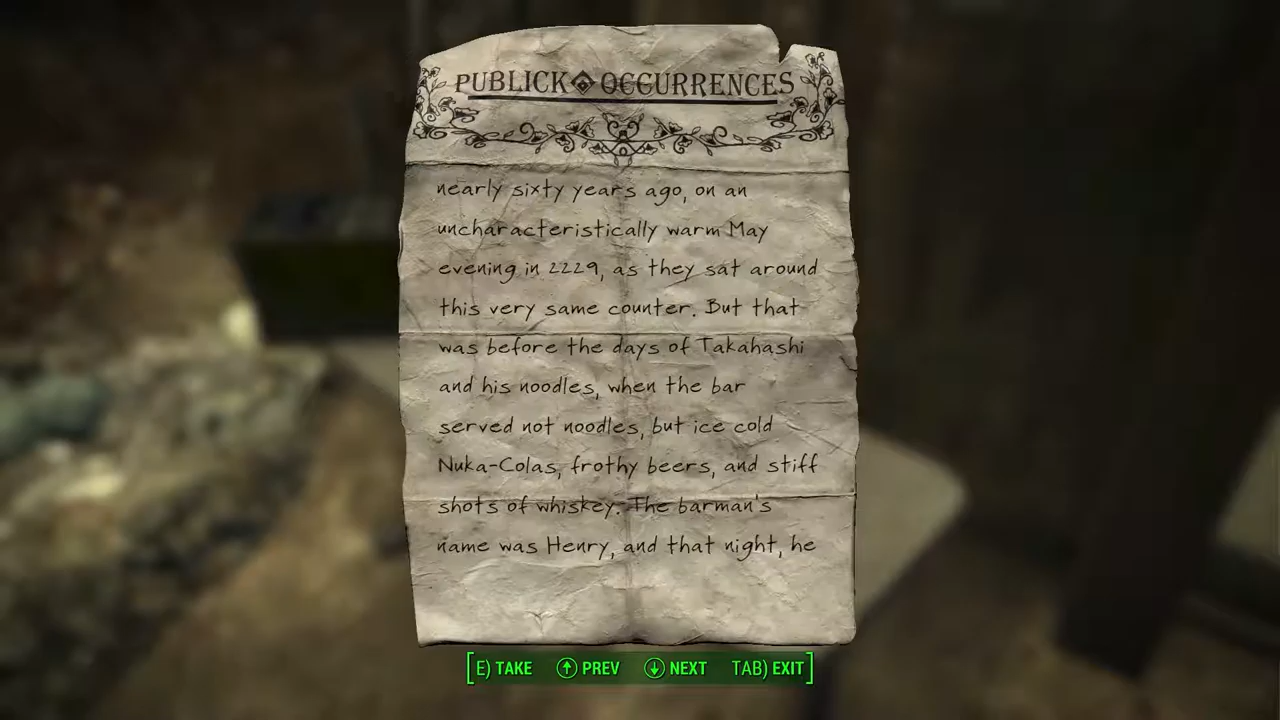 PUBLICK OCCURRENCES
nearly sixty years ago, on an
uncharacteristically warm May
evening in 2229, as they sat around
this very same counter. But that
was before the days of Takahashi
and his noodles, when the bar
served not noodles, but ice cold
Nuka-Colas, frothy beers, and stiff
shots of whiskey. The barman's
name was Henry, and that night, he
E) TAKE PREV NEXT TAB) EXIT